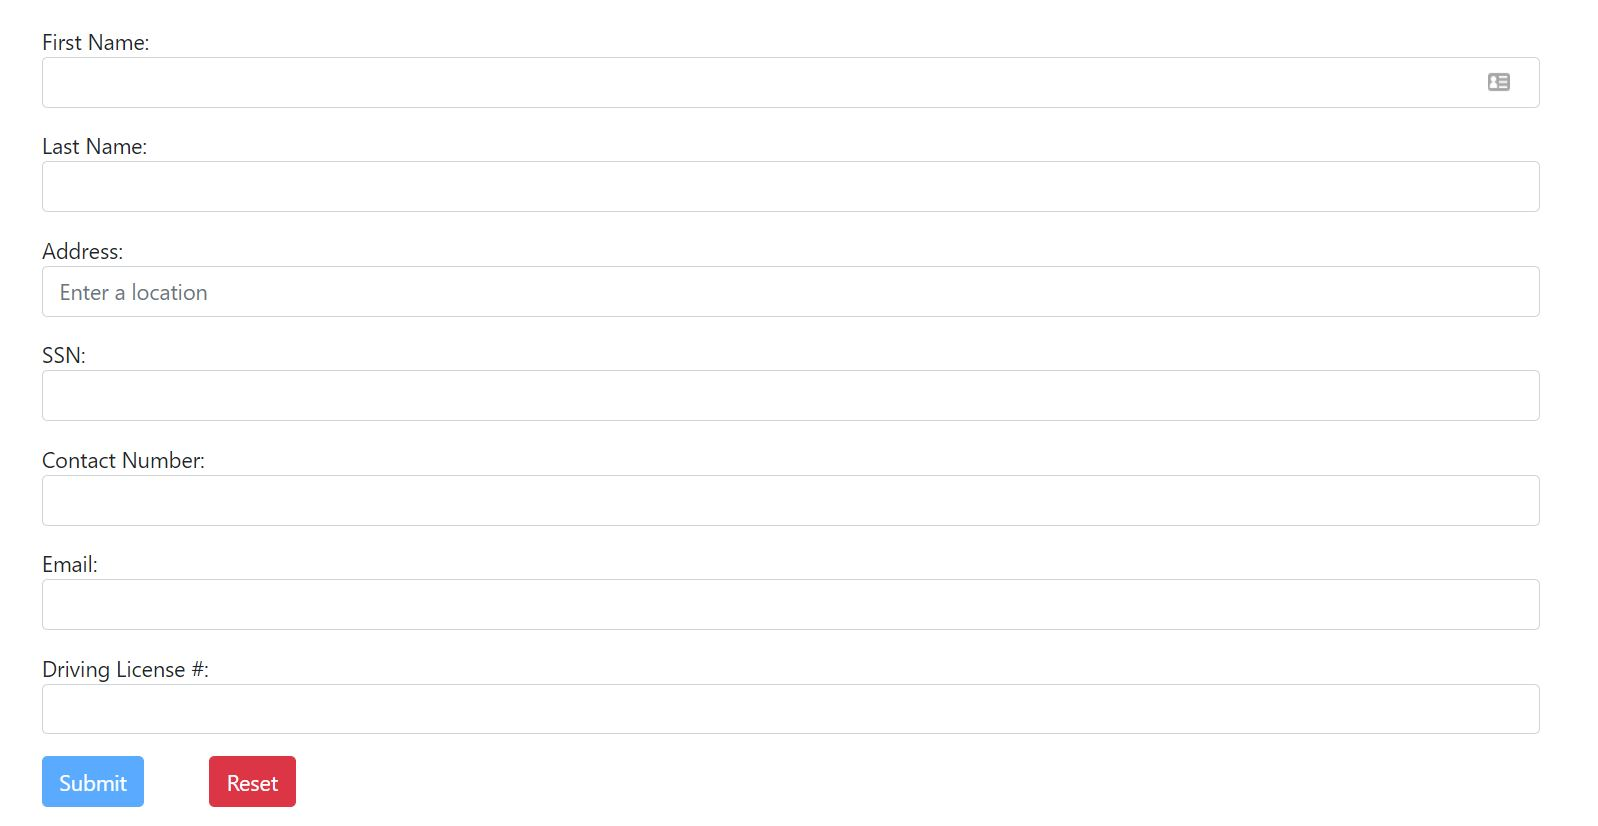 First Name:
Last Name:
Address:
Enter a location
SSN:
Contact Number:
Email:
Driving License #:
Submit Reset